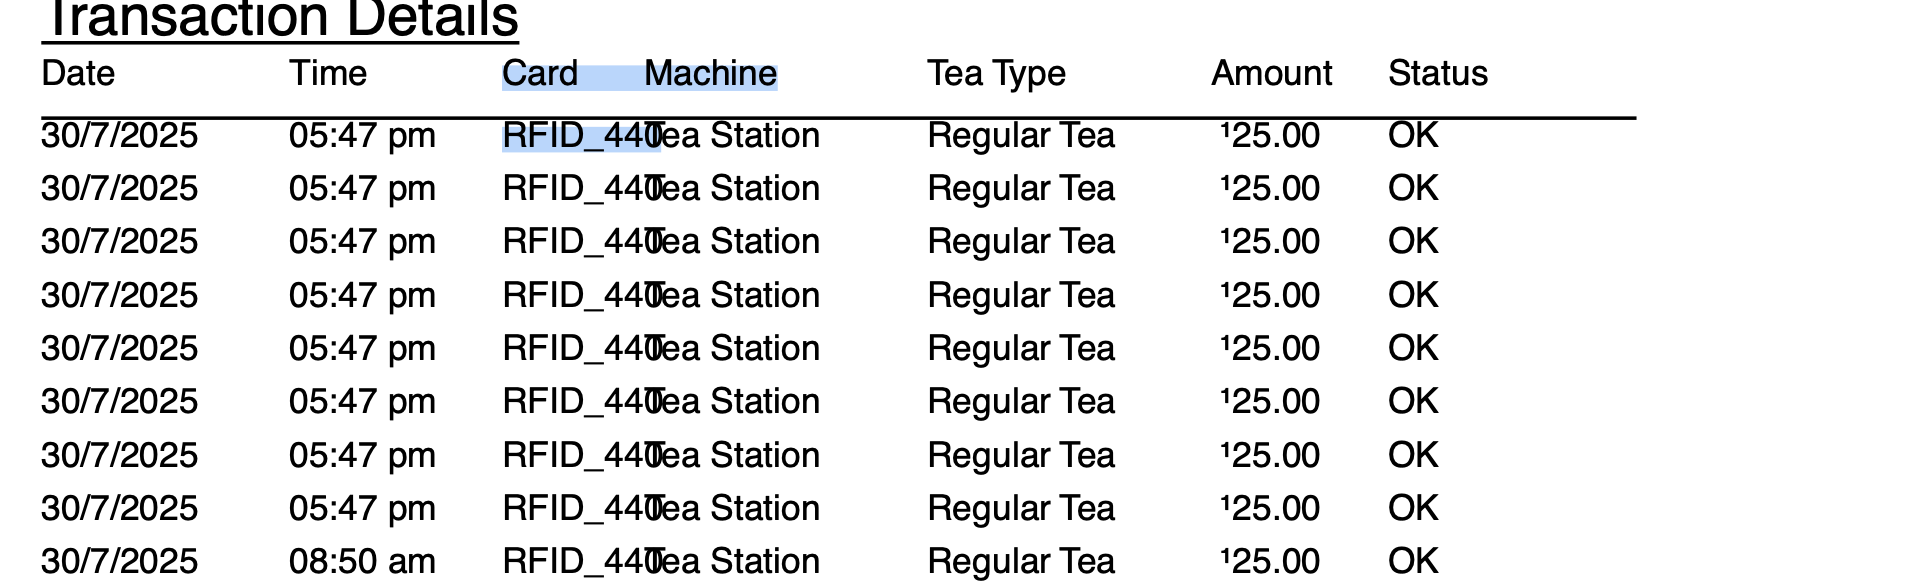 Transaction Details
Date Time Card Machine Tea Type Amount Status
30/7/2025 05:47 pm RFID_440 Tea Station Regular Tea ¹25.00 OK
30/7/2025 05:47 pm RFID_440 Tea Station Regular Tea ¹25.00 OK
30/7/2025 05:47 pm RFID_440 Tea Station Regular Tea ¹25.00 OK
30/7/2025 05:47 pm RFID_440 Tea Station Regular Tea ¹25.00 OK
30/7/2025 05:47 pm RFID_440 Tea Station Regular Tea ¹25.00 OK
30/7/2025 05:47 pm RFID_440 Tea Station Regular Tea ¹25.00 OK
30/7/2025 05:47 pm RFID_440 Tea Station Regular Tea ¹25.00 OK
30/7/2025 05:47 pm RFID_440 Tea Station Regular Tea ¹25.00 OK
30/7/2025 08:50 am RFID_440 Tea Station Regular Tea ¹25.00 OK